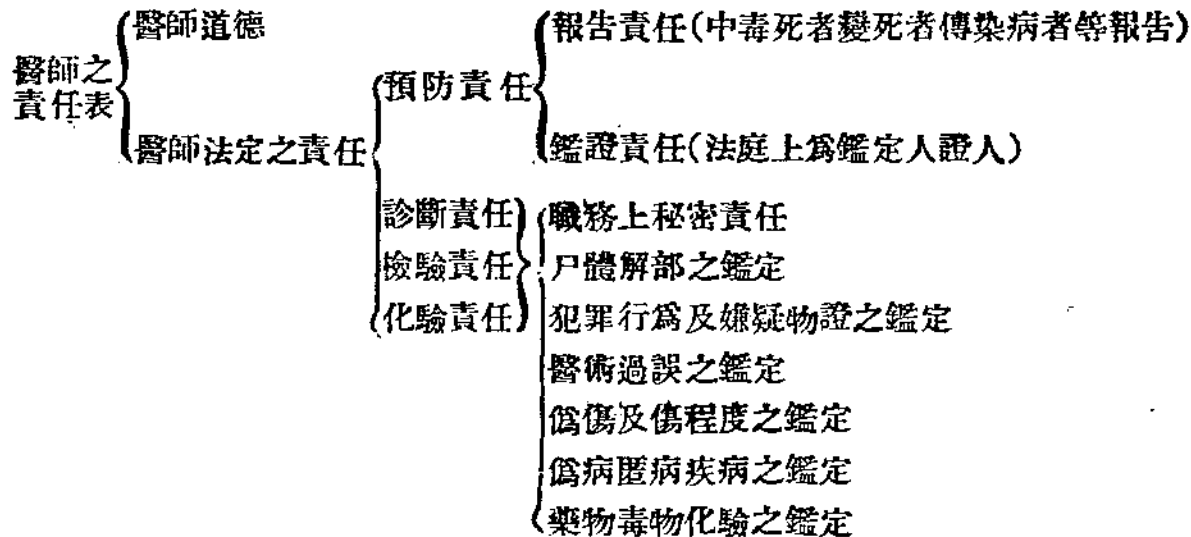 醫師之
責任表
醫師道德
醫師法定之責任
預防責任
報告責任(中毒死者變死者傳染病者等報告)
鑑證責任(法庭上爲鑑定人證人)
診斷責任
檢驗責任
化驗責任
職務上秘密責任
尸體解部之鑑定
犯罪行爲及嫌疑物證之鑑定
醫術過誤之鑑定
僞傷及傷程度之鑑定
僞病匿病疾病之鑑定
藥物毒物化驗之鑑定